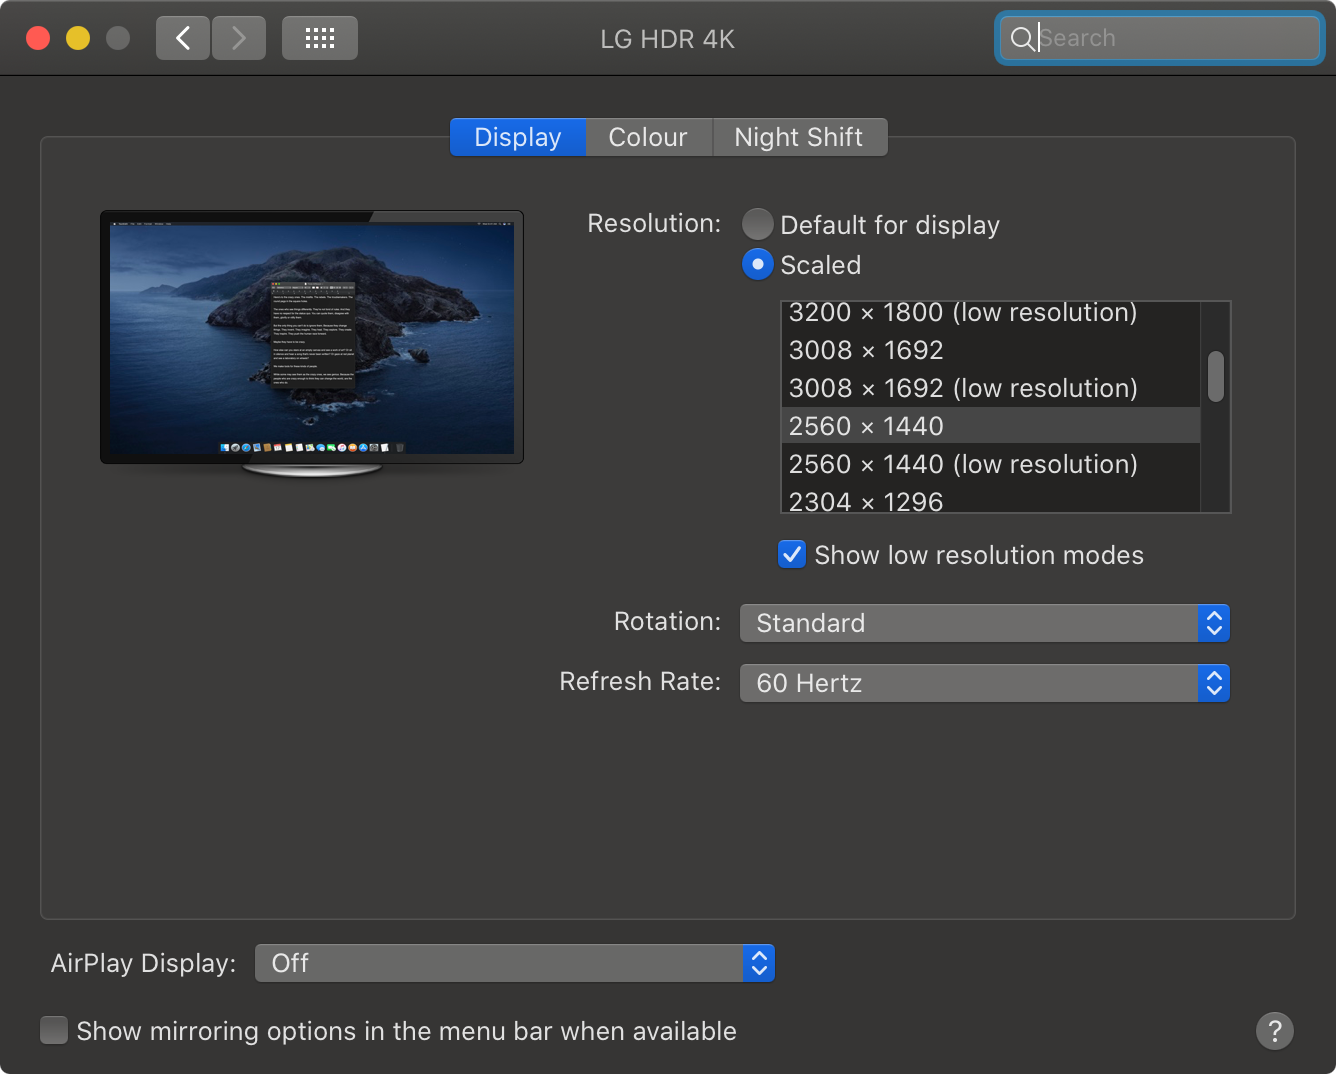 LG HDR 4K
Search
Display
Colour
Night Shift
Resolution:
Default for display
Scaled
3200 × 1800 (low resolution)
3008 × 1692
3008 × 1692 (low resolution)
2560 × 1440
2560 × 1440 (low resolution)
2304 × 1296
Show low resolution modes
Rotation:
Standard
Refresh Rate:
60 Hertz
AirPlay Display:
Off
Show mirroring options in the menu bar when available
?